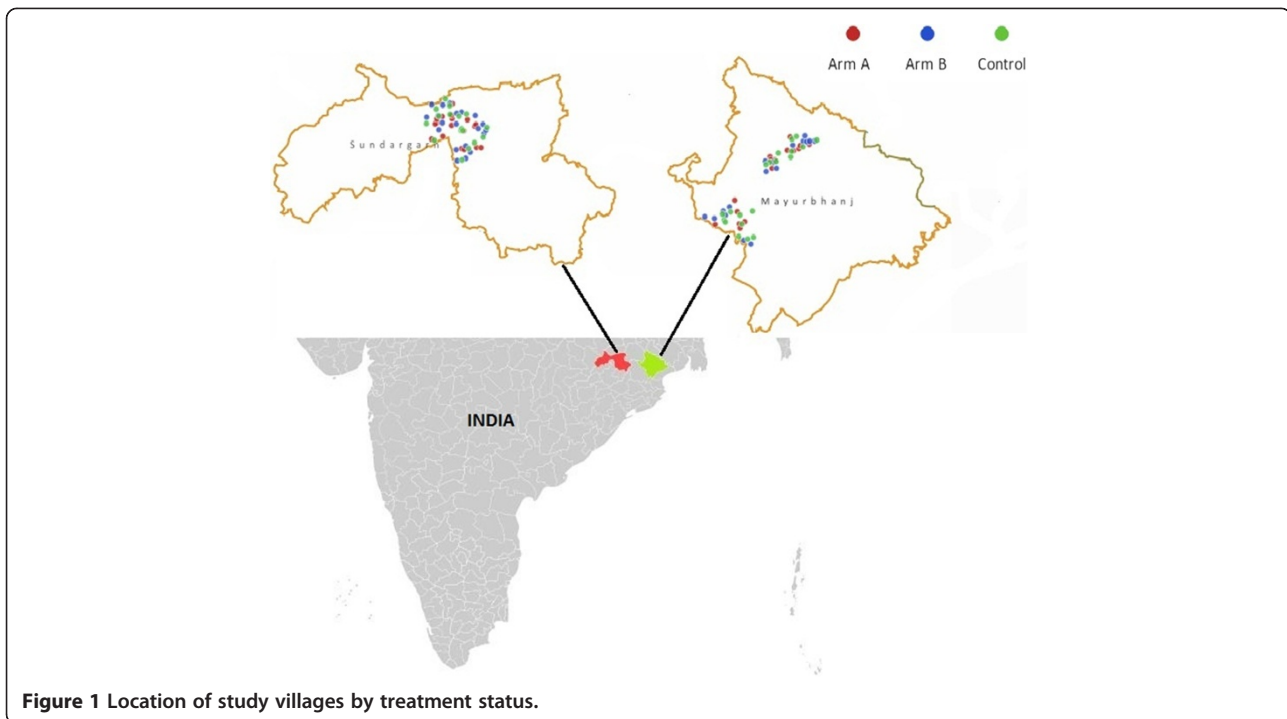 Arm A Arm B Control
Sundargarh
Mayurbhanj
INDIA
Figure 1 Location of study villages by treatment status.